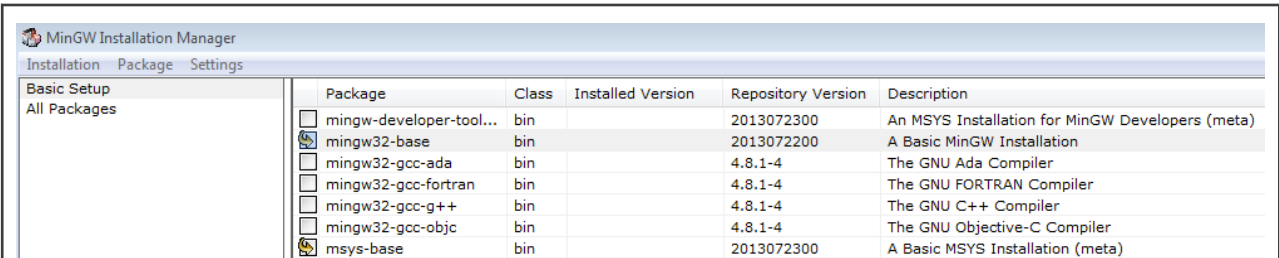 MinGW Installation Manager
Installation Package Settings
Basic Setup
All Packages
Package Class Installed Version Repository Version Description
mingw-developer-tool... bin 2013072300 An MSYS Installation for MinGW Developers (meta)
mingw32-base bin 2013072200 A Basic MinGW Installation
mingw32-gcc-ada bin 4.8.1-4 The GNU Ada Compiler
mingw32-gcc-fortran bin 4.8.1-4 The GNU FORTRAN Compiler
mingw32-gcc-g++ bin 4.8.1-4 The GNU C++ Compiler
mingw32-gcc-objc bin 4.8.1-4 The GNU Objective-C Compiler
msys-base bin 2013072300 A Basic MSYS Installation (meta)